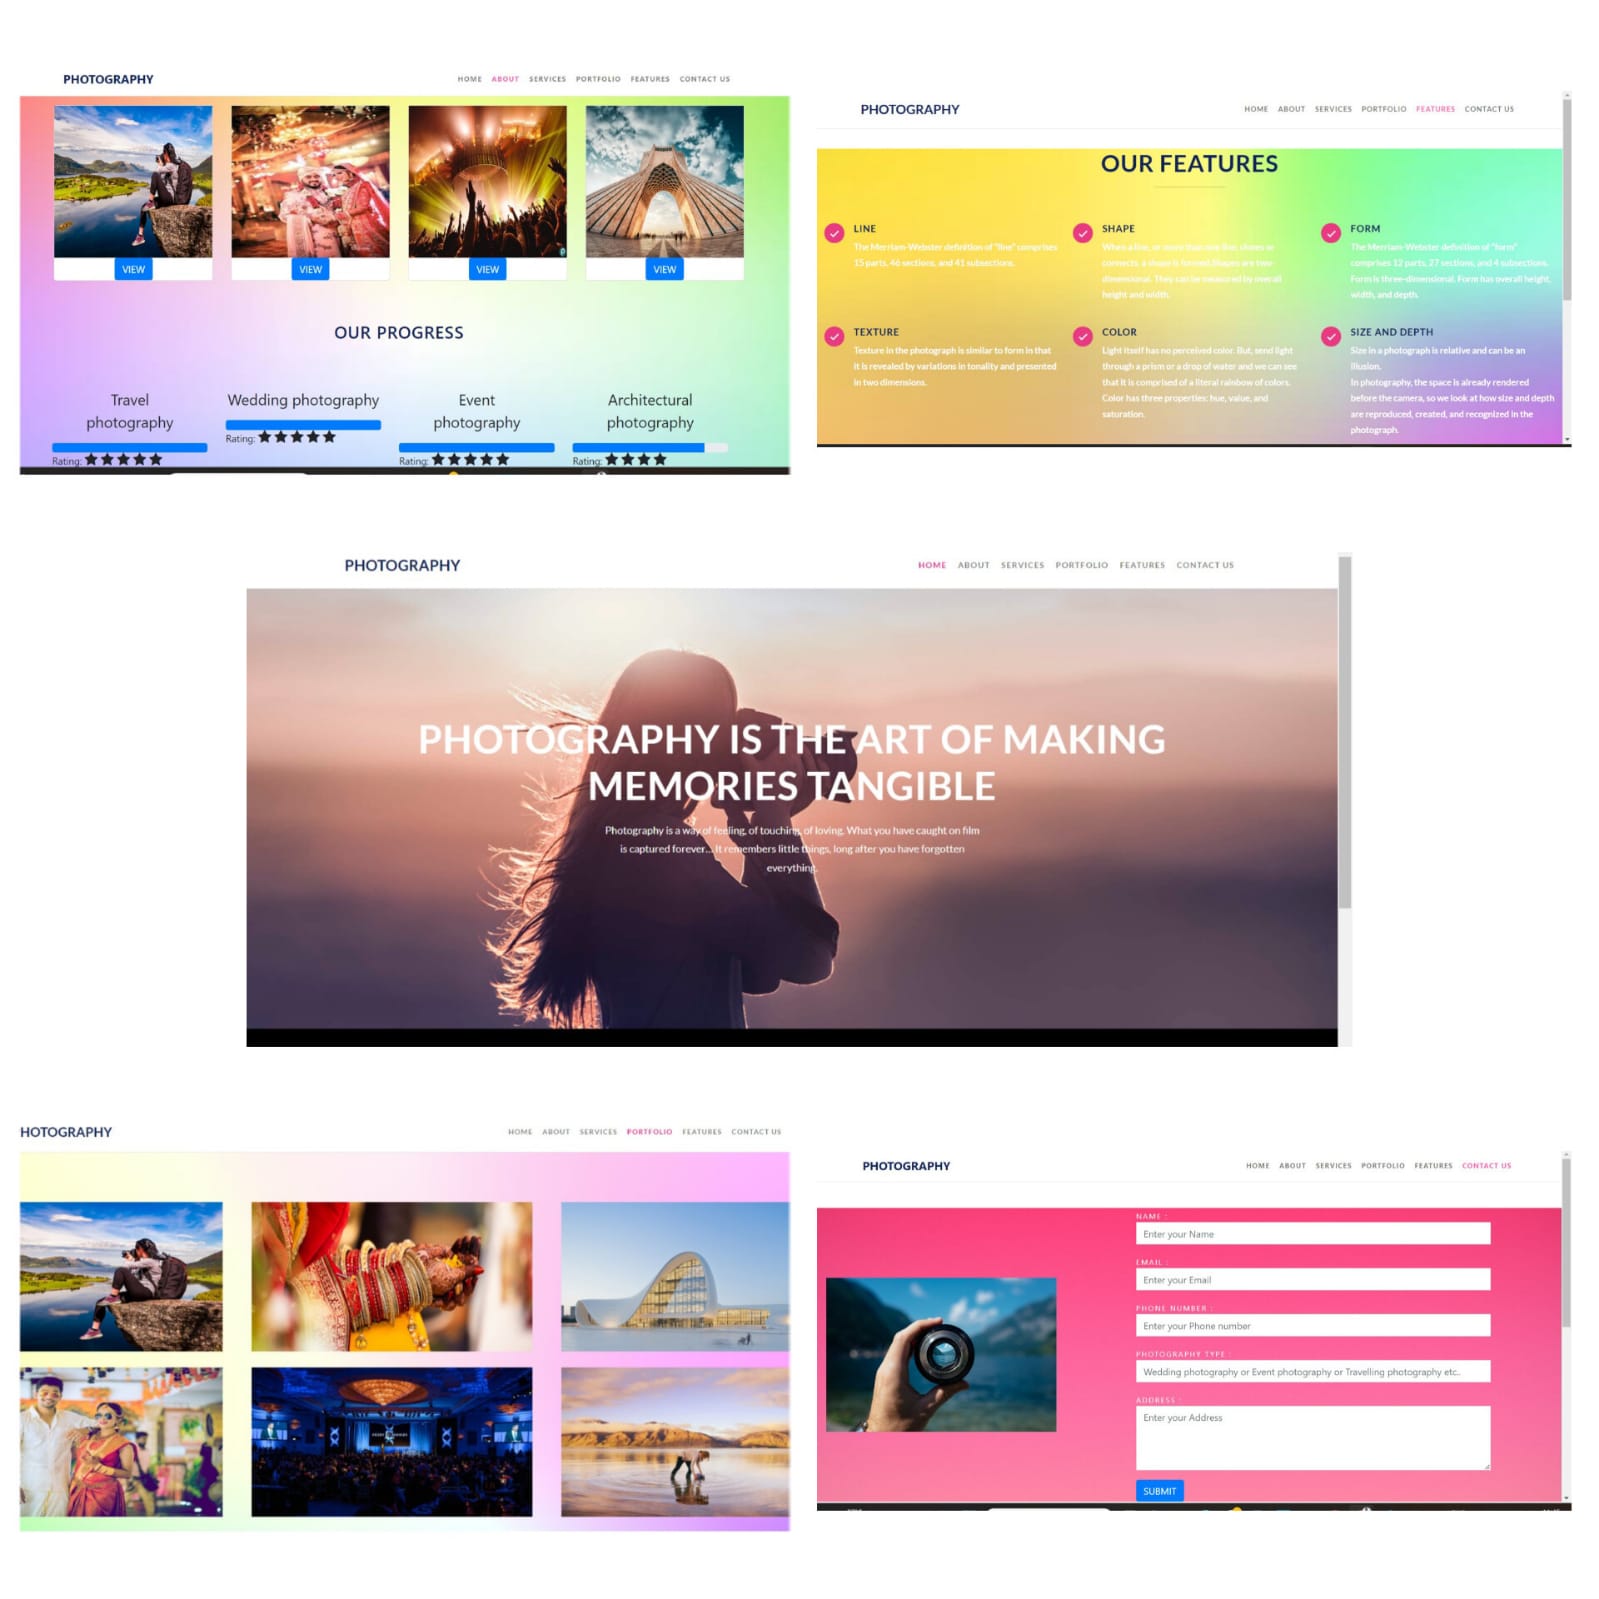 PHOTOGRAPHY
HOME ABOUT SERVICES PORTFOLIO FEATURES CONTACT US
VIEW VIEW VIEW VIEW
OUR PROGRESS
Travel
photography
Rating:
Wedding photography
Rating:
Event
photography
Rating:
Architectural
photography
Rating:
PHOTOGRAPHY
HOME ABOUT SERVICES PORTFOLIO FEATURES CONTACT US
OUR FEATURES
LINE
The Merriam-Webster definition of "line" comprises
15 parts, 46 sections, and 41 subsections.
SHAPE
When a line, or more than one line, closes or
connects, a shape is formed.Shapes are two-
dimensional. They can be measured by overall
height and width.
FORM
The Merriam-Webster definition of "form"
comprises 12 parts, 27 sections, and 4 subsections.
Form is three-dimensional. Form has overall height,
width, and depth.
TEXTURE
Texture in the photograph is similar to form in that
it is revealed by variations in tonality and presented
in two dimensions.
COLOR
Light itself has no perceived color. But, send light
through a prism or a drop of water and we can see
that it is comprised of a literal rainbow of colors.
Color has three properties: hue, value, and
saturation.
SIZE AND DEPTH
Size in a photograph is relative and can be an
illusion.
In photography, the space is already rendered
before the camera, so we look at how size and depth
are reproduced, created, and recognized in the
photograph.
PHOTOGRAPHY
HOME ABOUT SERVICES PORTFOLIO FEATURES CONTACT US
PHOTOGRAPHY IS THE ART OF MAKING
MEMORIES TANGIBLE
Photography is a way of feeling, of touching, of loving. What you have caught on film
is captured forever... It remembers little things, long after you have forgotten
everything.
HOTOGRAPHY
HOME ABOUT SERVICES PORTFOLIO FEATURES CONTACT US
PHOTOGRAPHY
HOME ABOUT SERVICES PORTFOLIO FEATURES CONTACT US
NAME :
Enter your Name
EMAIL :
Enter your Email
PHONE NUMBER :
Enter your Phone number
PHOTOGRAPHY TYPE :
Wedding photography or Event photography or Travelling photography etc..
ADDRESS :
Enter your Address
SUBMIT